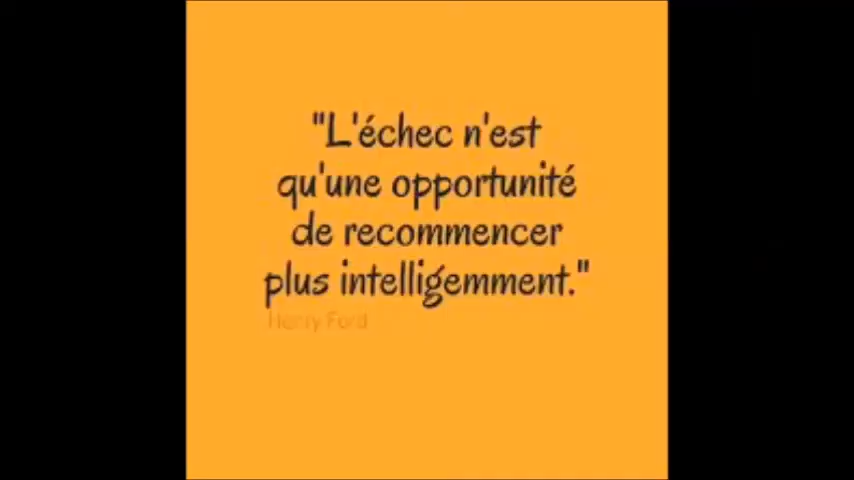 "L'échec n'est
qu'une opportunité
de recommencer
plus intelligemment."
Henry Ford